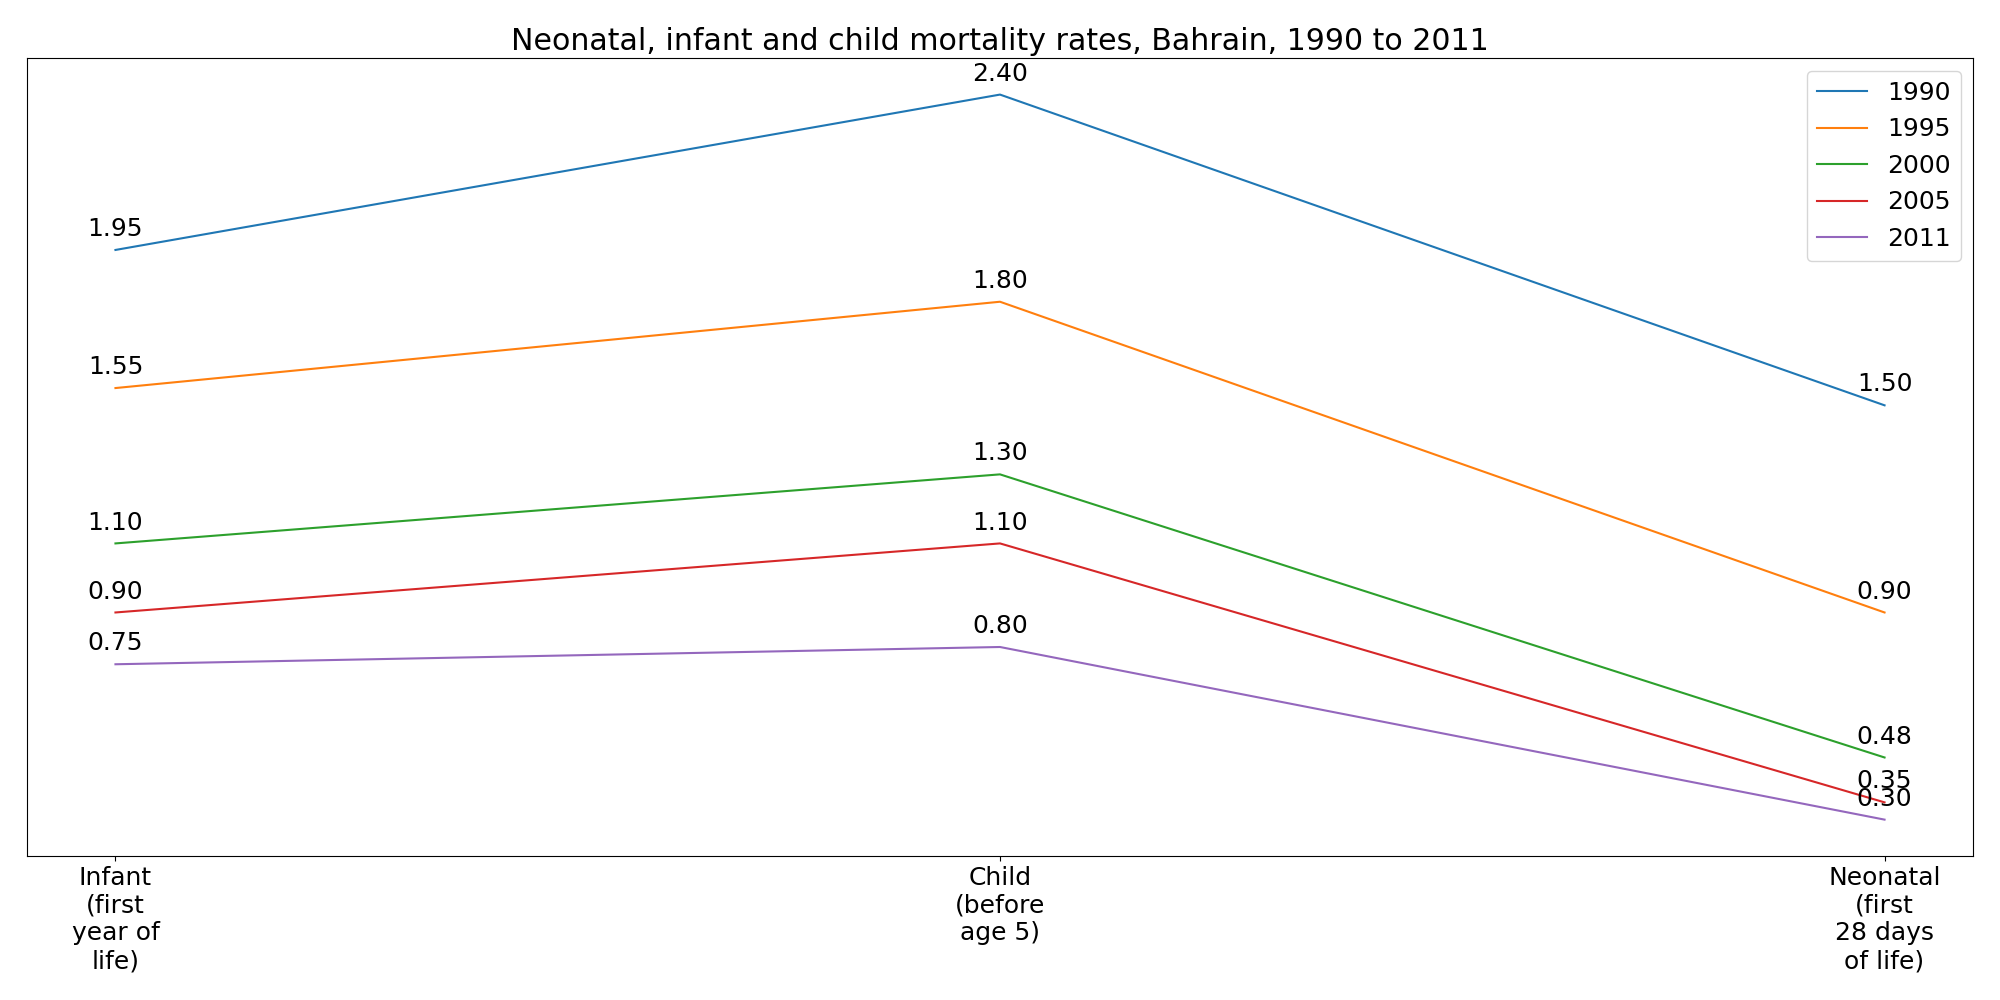 Neonatal, infant and child mortality rates, Bahrain, 1990 to 2011
2.40
1990
1995
2000
2005
2011
1.95
1.80
1.55
1.50
1.30
1.10
1.10
0.90
0.90
0.75
0.80
0.48
0.35
0.30
Infant
(first
year of
life)
Child
(before
age 5)
Neonatal
(first
28 days
of life)